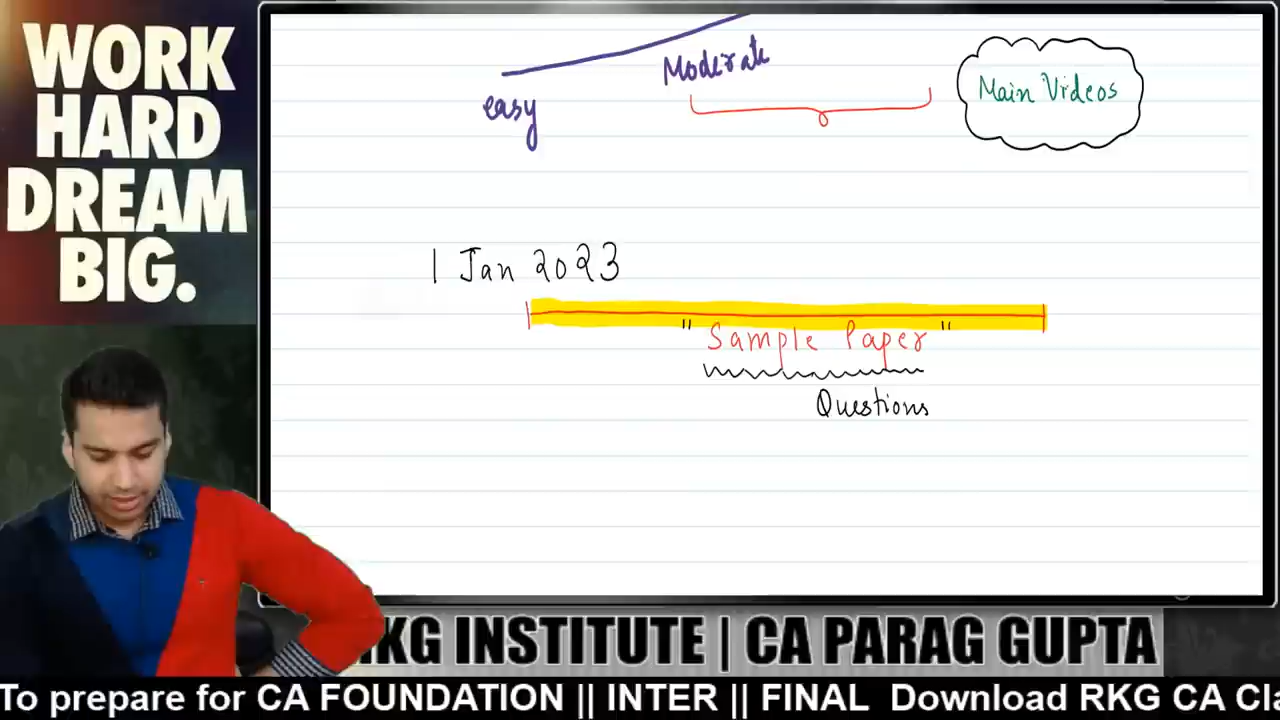 WORK
HARD
DREAM
BIG.
Moderate
easy
Main Videos
1 Jan 2023
" Sample Paper "
Questions
RKG INSTITUTE | CA PARAG GUPTA
To prepare for CA FOUNDATION || INTER || FINAL Download RKG CA Cla